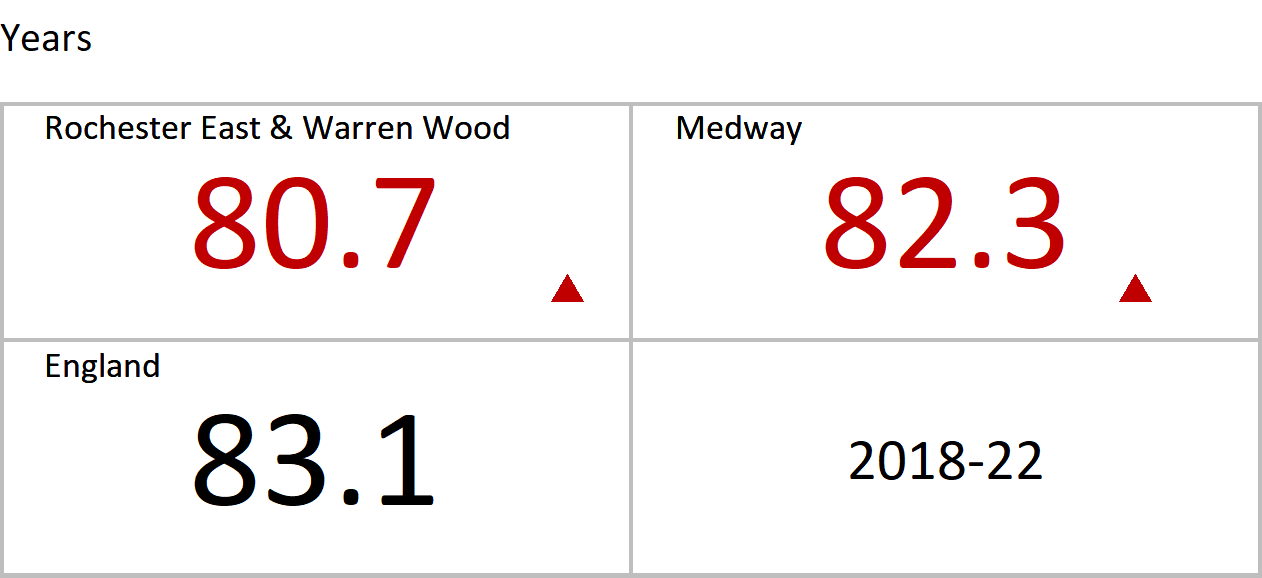 Years
Rochester East & Warren Wood
80.7
Medway
82.3
England
83.1
2018-22